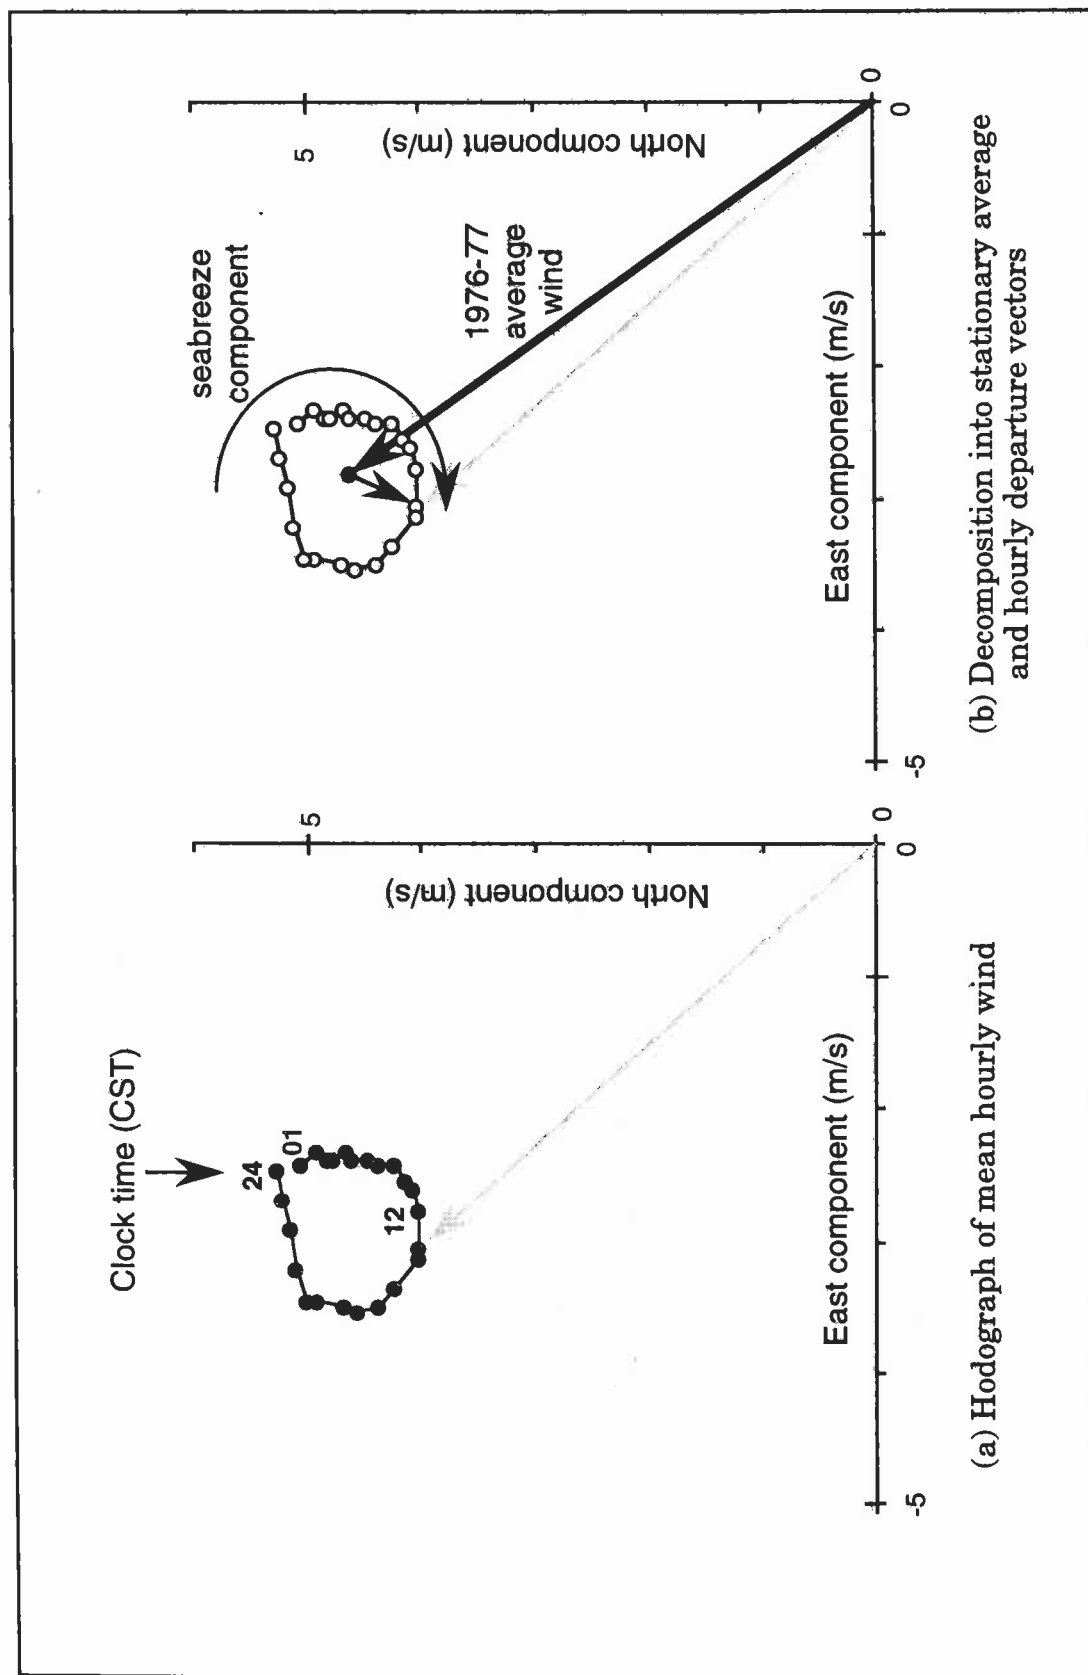 Clock time (CST)
24
01
12
5
North component (m/s)
0
0
East component (m/s)
-5
(a) Hodograph of mean hourly wind
seabreeze
component
1976-77
average
wind
5
North component (m/s)
0
0
East component (m/s)
-5
(b) Decomposition into stationary average
and hourly departure vectors